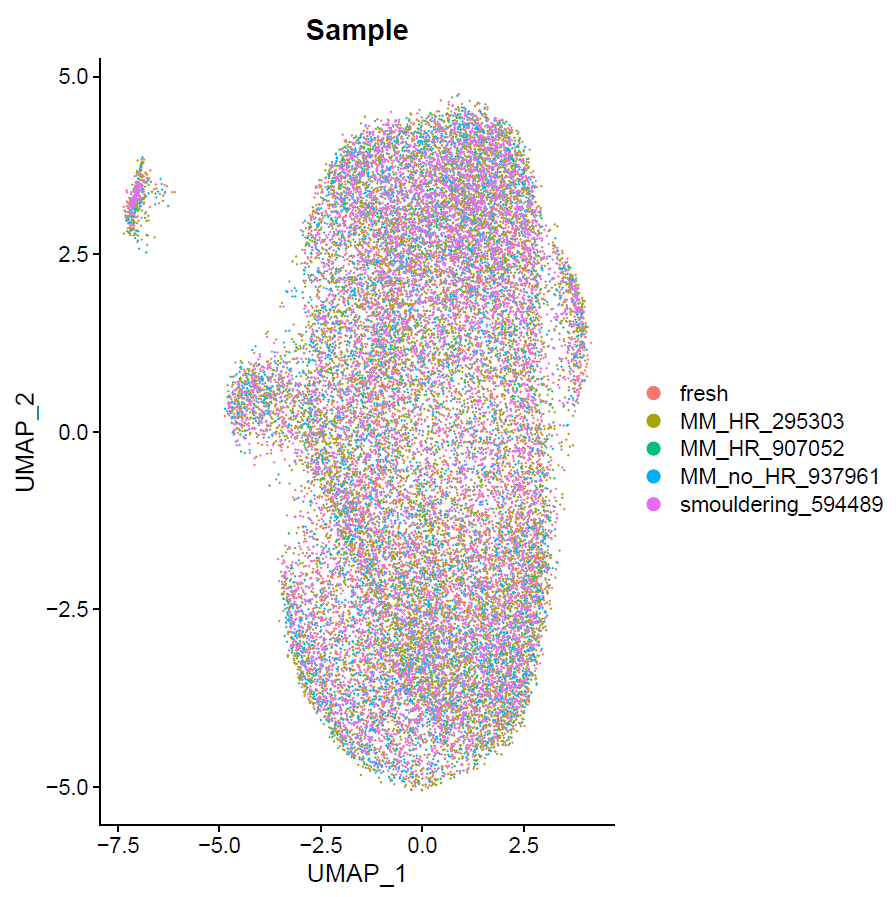 Sample
5.0
2.5
0.0
−2.5
−5.0
UMAP_2
−7.5 −5.0 −2.5 0.0 2.5
UMAP_1
fresh
MM_HR_295303
MM_HR_907052
MM_no_HR_937961
smouldering_594489